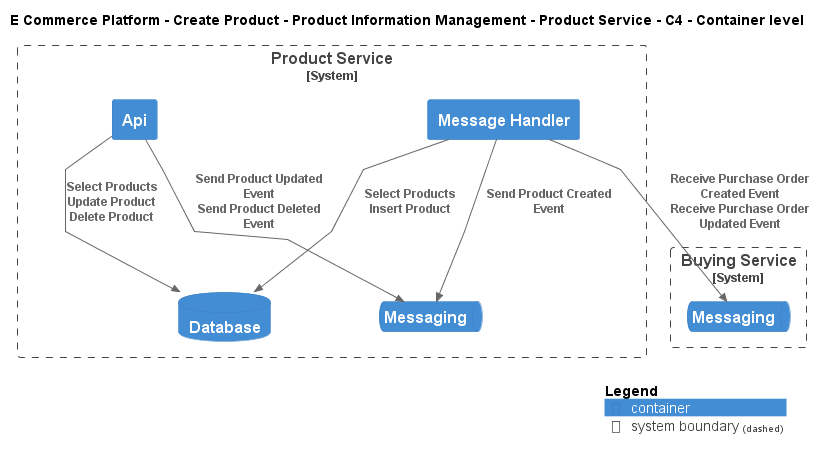 E Commerce Platform - Create Product - Product Information Management - Product Service - C4 - Container level
Product Service
[System]
Api
Message Handler
Select Products
Update Product
Delete Product
Send Product Updated
Event
Send Product Deleted
Event
Select Products
Insert Product
Send Product Created
Event
Receive Purchase Order
Created Event
Receive Purchase Order
Updated Event
Buying Service
[System]
Database
Messaging
Messaging
Legend
container
system boundary (dashed)